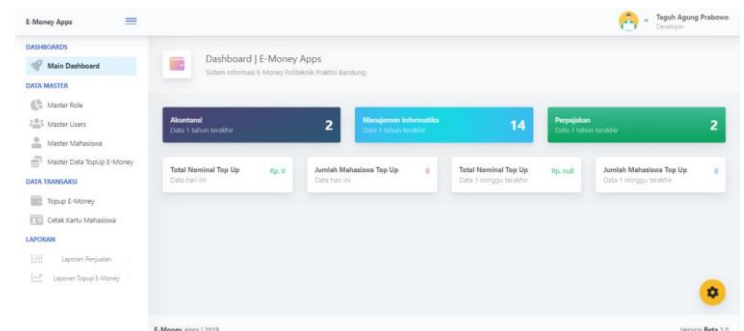 E-Money Apps
Teguh Agung Prabowo
Developer
DASHBOARDS
Main Dashboard
DATA MASTER
Master Role
Master Users
Master Mahasiswa
Master Data TopUp E-Money
DATA TRANSAKSI
Topup E-Money
Cetak Kartu Mahasiswa
LAPORAN
Laporan Penjualan
Laporan Topup E-Money
Dashboard | E-Money Apps
Sistem Informasi E-Money Politeknik Praktisi Bandung.
Akuntansi
Data 1 tahun terakhir
2
Manajemen Informatika
Data 1 tahun terakhir
14
Perpajakan
Data 1 tahun terakhir
2
Total Nominal Top Up
Data hari ini
Rp. 0
Jumlah Mahasiswa Top Up
Data hari ini
0
Total Nominal Top Up
Data 1 minggu terakhir
Rp. null
Jumlah Mahasiswa Top Up
Data 1 minggu terakhir
0
E-Money Apps | 2019
Version Beta 1.0